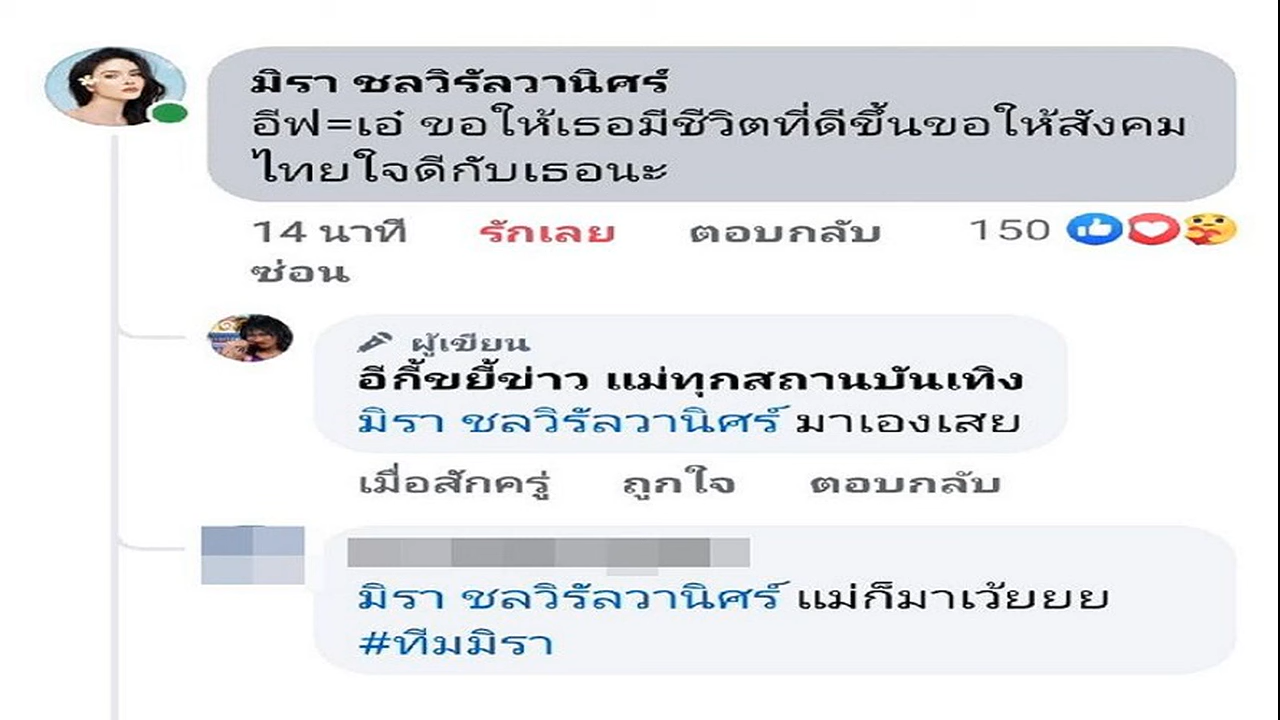 มิรา ชลวิรัลวานิศร์
อีฟ=เอ๋ ขอให้เธอมีชีวิตที่ดีขึ้นขอให้สังคม
ไทยใจดีกับเธอนะ
14 นาที รักเลย ตอบกลับ 150
ซ่อน
ผู้เขียน
อีกี้ขยี้ข่าว แม่ทุกสถานบันเทิง
มิรา ชลวิรัลวานิศร์ มาเองเสย
เมื่อสักครู่ ถูกใจ ตอบกลับ
มิรา ชลวิรัลวานิศร์ แม่ก็มาเว้ยยย
#ทีมมิรา